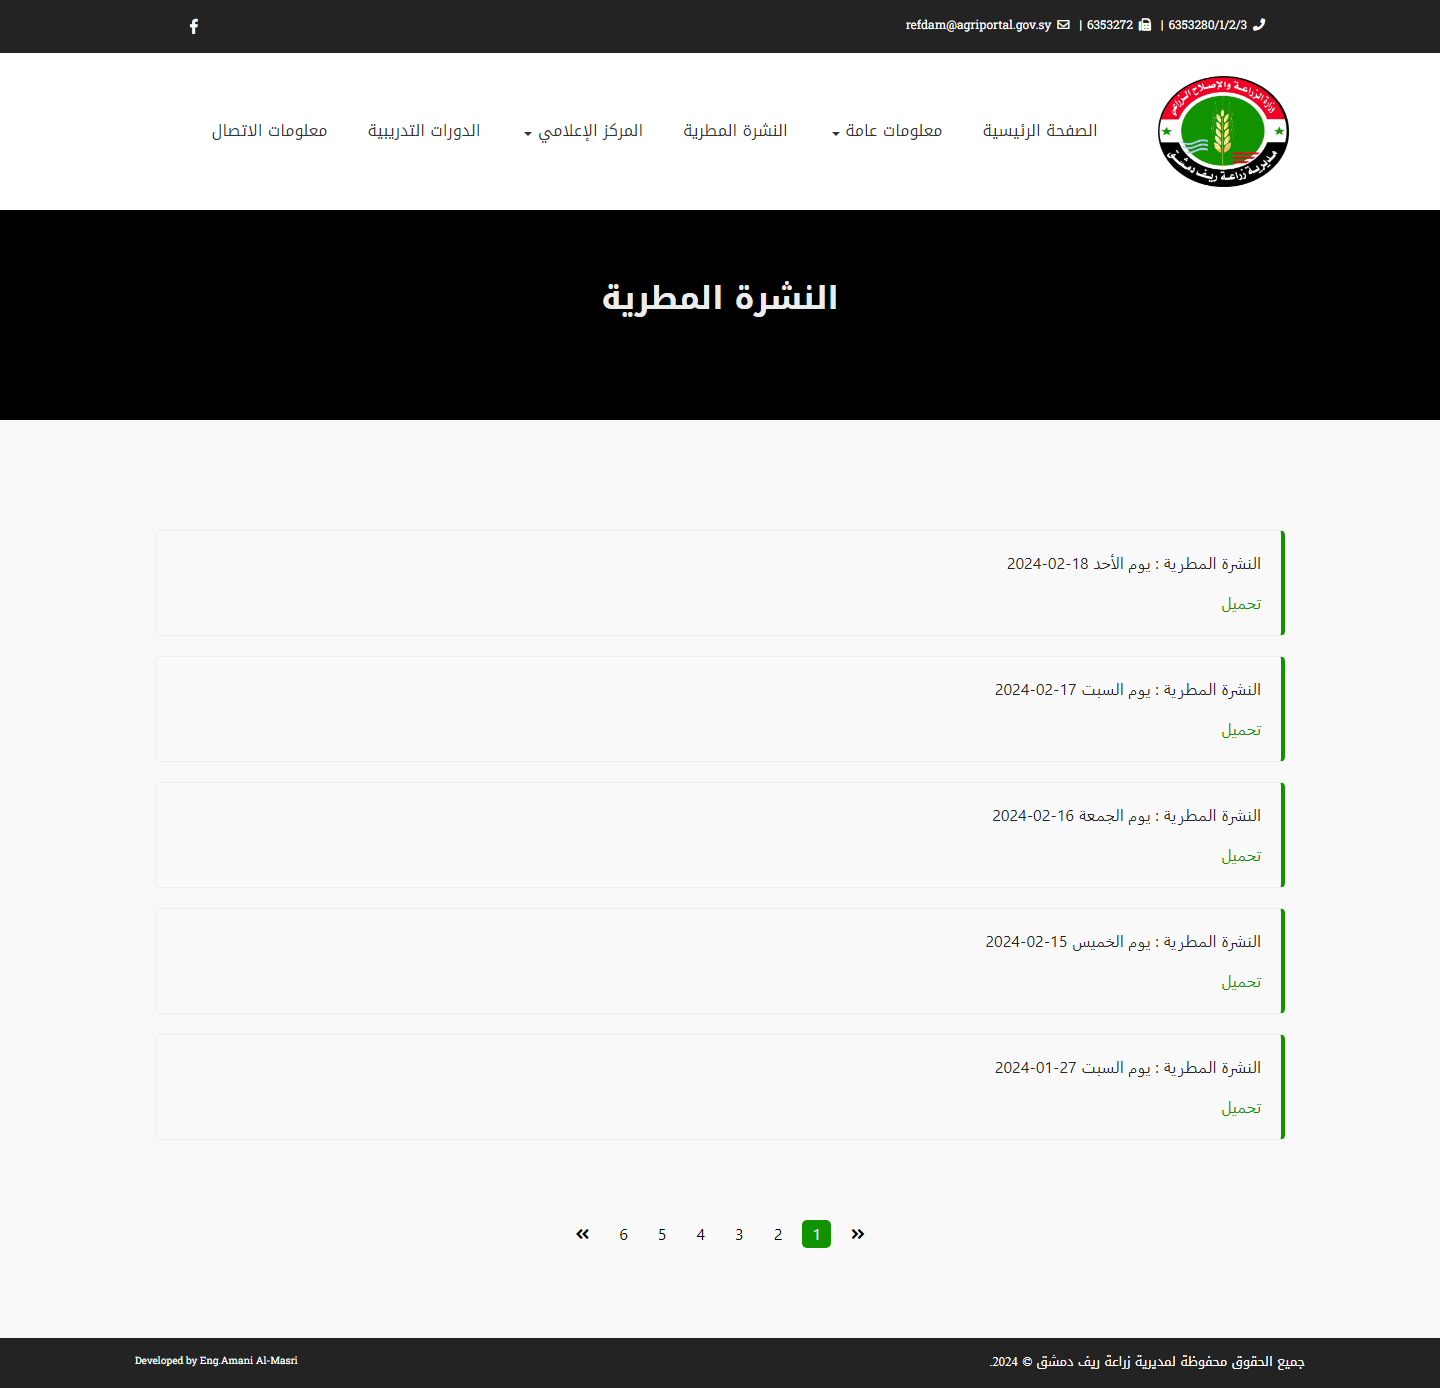 6353280/1/2/3 | 6353272 | refdam@agriportal.gov.sy
وزارة الزراعة والإصلاح الزراعي
مديرية زراعة ريف دمشق
الصفحة الرئيسية
معلومات عامة
النشرة المطرية
المركز الإعلامي
الدورات التدريبية
معلومات الاتصال
النشرة المطرية
النشرة المطرية : يوم الأحد 18-02-2024
تحميل
النشرة المطرية : يوم السبت 17-02-2024
تحميل
النشرة المطرية : يوم الجمعة 16-02-2024
تحميل
النشرة المطرية : يوم الخميس 15-02-2024
تحميل
النشرة المطرية : يوم السبت 27-01-2024
تحميل
» 1 2 3 4 5 6 «
جميع الحقوق محفوظة لمديرية زراعة ريف دمشق © 2024.
Developed by Eng.Amani Al-Masri